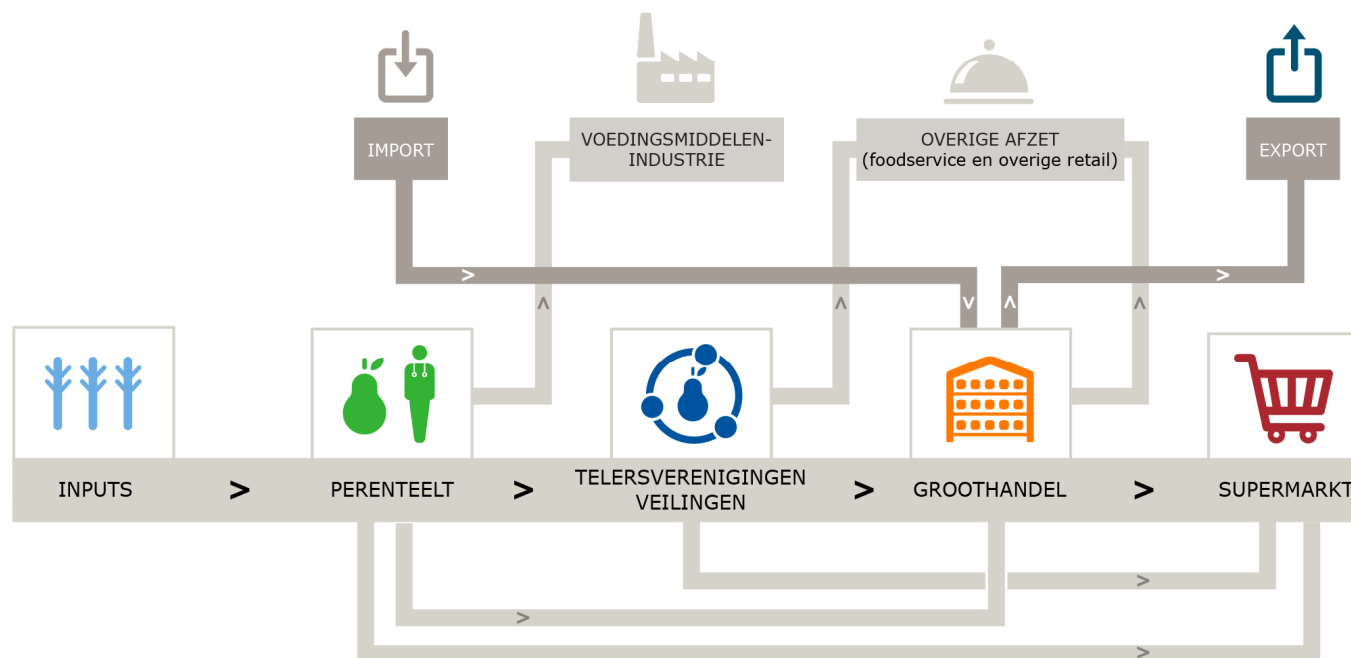 IMPORT
VOEDINGSMIDDELEN-
INDUSTRIE
OVERIGE AFZET
(foodservice en overige retail)
EXPORT
INPUTS > PERENTEELT > TELERSVERENIGINGEN
VEILINGEN > GROOTHANDEL > SUPERMARKT